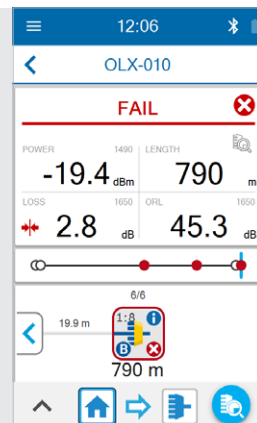 12:06
OLX-010
FAIL
POWER 1490 LENGTH
-19.4 dBm 790 m
LOSS 1650 ORL 1650
2.8 dB 45.3 dB
6/6
19.9 m
1:8
B
790 m